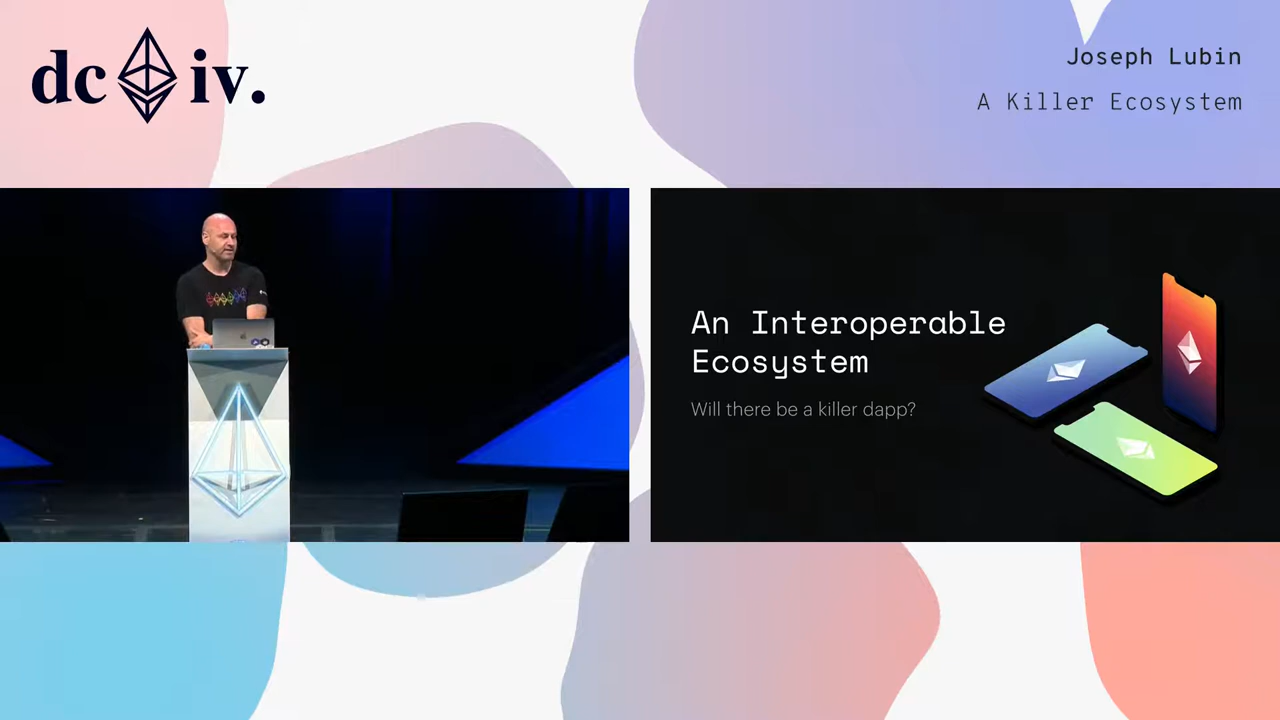 dc iv.
Joseph Lubin
A Killer Ecosystem
An Interoperable
Ecosystem
Will there be a killer dapp?